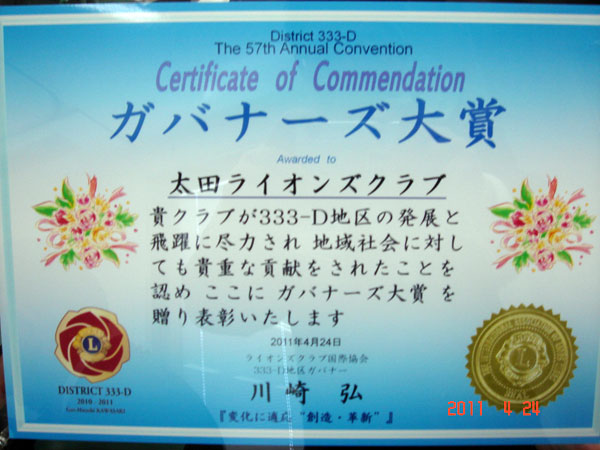 District 333-D
The 57th Annual Convention
Certificate of Commendation
ガバナーズ大賞
Awarded to
太田ライオンズクラブ
貴クラブが333-D地区の発展と
飛躍に尽力され 地域社会に対し
ても貴重な貢献をされたことを
認め ここに ガバナーズ大賞 を
贈り表彰いたします
2011年4月24日
ライオンズクラブ国際協会
333-D地区ガバナー
川崎 弘
『変化に適応 "創造・革新"』
L
DISTRICT 333-D
2010 2011
L
2011 4 24